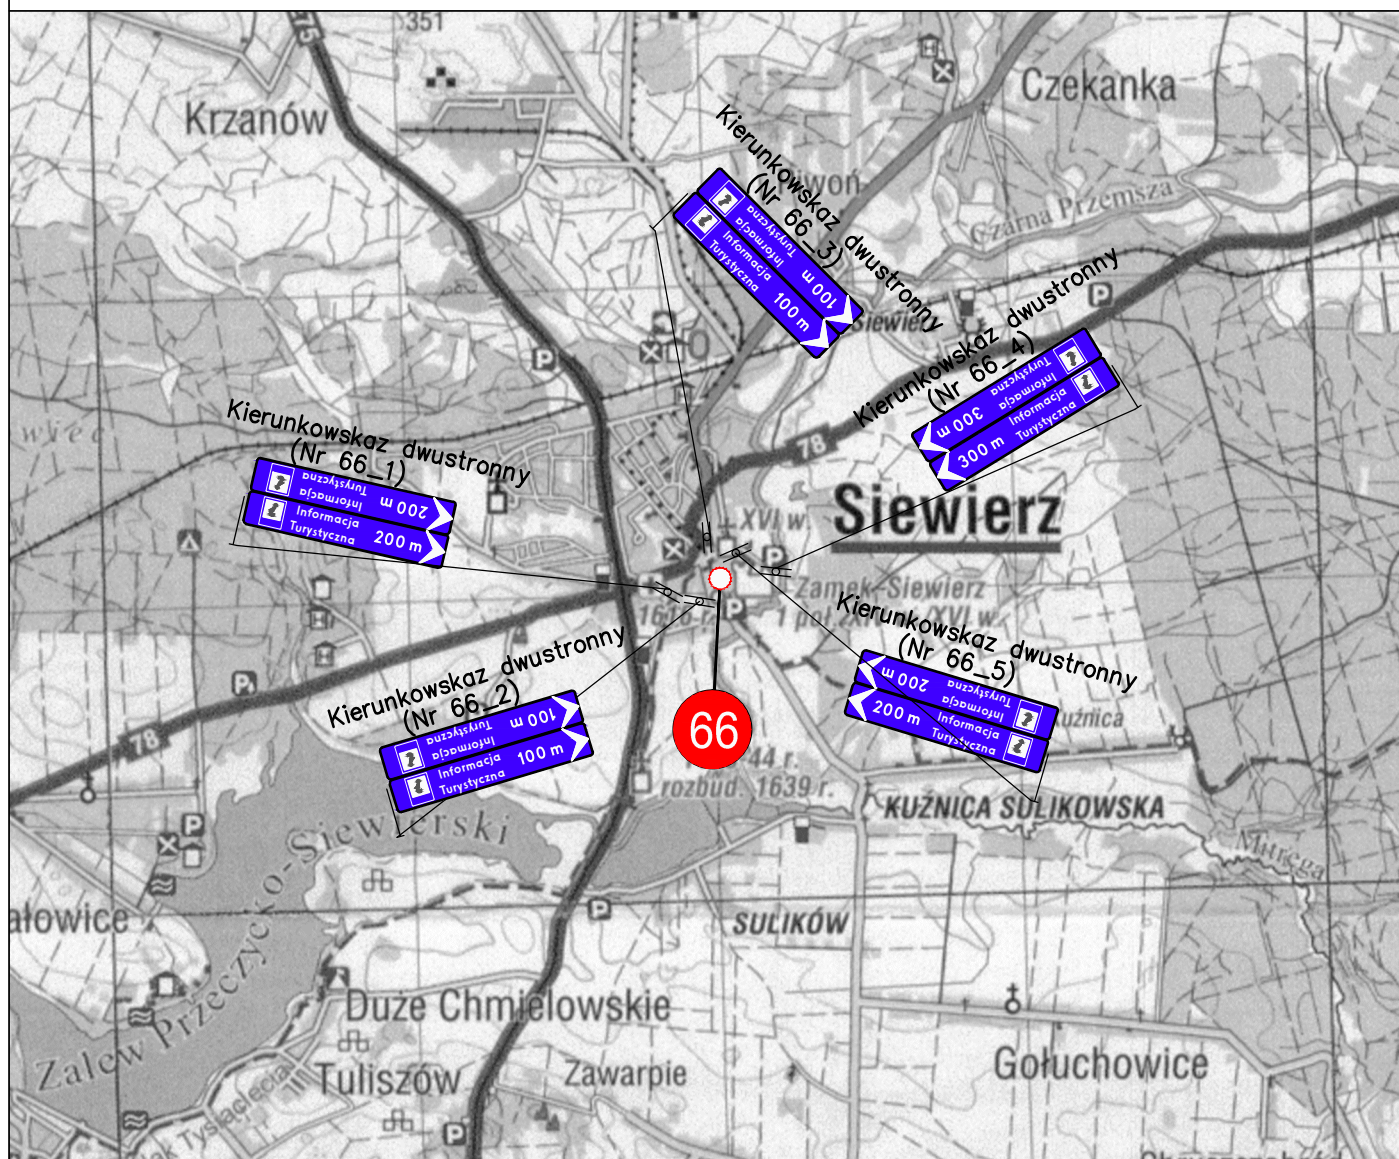 351
75
Czekanka
Krzanów
Kierunkowskaz dwustronny
(Nr 66_3)
Informacja
Turystyczna
100 m
Informacja
Turystyczna
100 m
Czarna Przemsza
Siewierz
Kierunkowskaz dwustronny
(Nr 66_4)
Informacja
Turystyczna
300 m
Informacja
Turystyczna
300 m
P
P
Kierunkowskaz dwustronny
(Nr 66_1)
Informacja
Turystyczna
200 m
Informacja
Turystyczna
200 m
78
Siewierz
XVI w.
P
Zamek-Siewierz
P
Kierunkowskaz dwustronny
(Nr 66_2)
Informacja
Turystyczna
100 m
Informacja
Turystyczna
100 m
Kierunkowskaz dwustronny
(Nr 66_5)
Informacja
Turystyczna
200 m
Informacja
Turystyczna
200 m
Kuźnica
P
78
66
44 r.
rozbud. 1639 r.
KUŹNICA SULIKOWSKA
P
Mitręga
Zalew Przeczycko-Siewierski
ałowice
P
SULIKÓW
Duże Chmielowskie
Tuliszów
Zawarpie
Gołuchowice
P